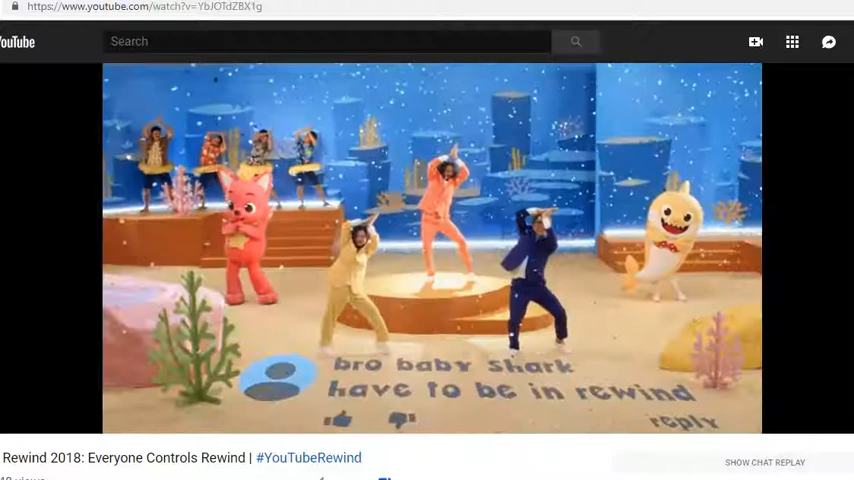 https://www.youtube.com/watch?v=YbJOTdZBX1g
YouTube
Search
bro baby shark
have to be in rewind
reply
Rewind 2018: Everyone Controls Rewind | #YouTubeRewind
SHOW CHAT REPLAY
views